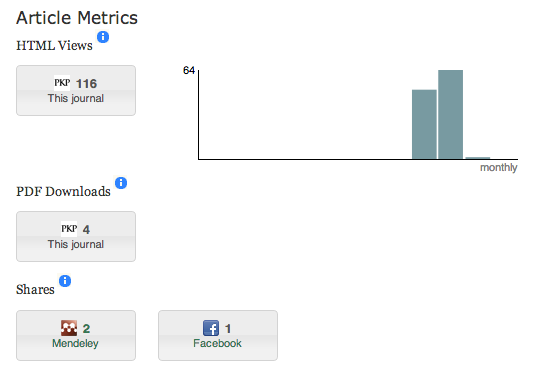 Article Metrics
HTML Views
PKP 116
This journal
64
monthly
PDF Downloads
PKP 4
This journal
Shares
2
Mendeley
1
Facebook